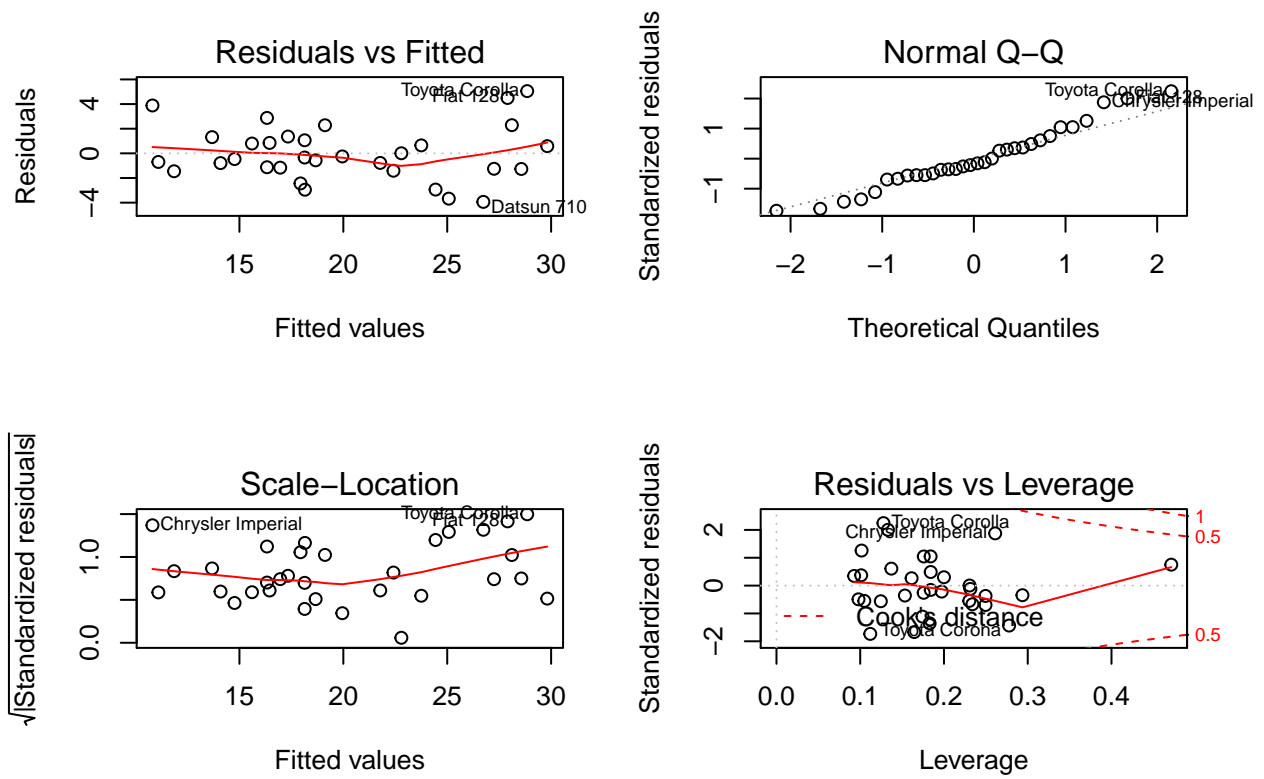 Residuals vs Fitted
Residuals
4
0
−4
Toyota Corolla
Fiat 128
Datsun 710
15
20
25
30
Fitted values
Normal Q−Q
Standardized residuals
1
−1
Toyota Corolla
Fiat 128
Chrysler Imperial
−2
−1
0
1
2
Theoretical Quantiles
Scale−Location
√|Standardized residuals|
1.0
0.0
Chrysler Imperial
Toyota Corolla
Fiat 128
15
20
25
30
Fitted values
Residuals vs Leverage
Standardized residuals
2
0
−2
Toyota Corolla
Chrysler Imperial
Cook's distance
Toyota Corona
1
0.5
0.5
0.0
0.1
0.2
0.3
0.4
Leverage